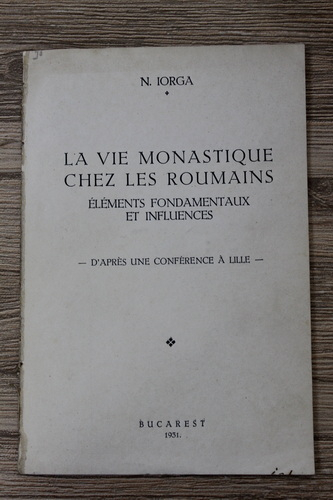 N. IORGA
LA VIE MONASTIQUE
CHEZ LES ROUMAINS
ÉLÉMENTS FONDAMENTAUX
ET INFLUENCES
— D'APRÈS UNE CONFÉRENCE À LILLE —
BUCAREST
1931.